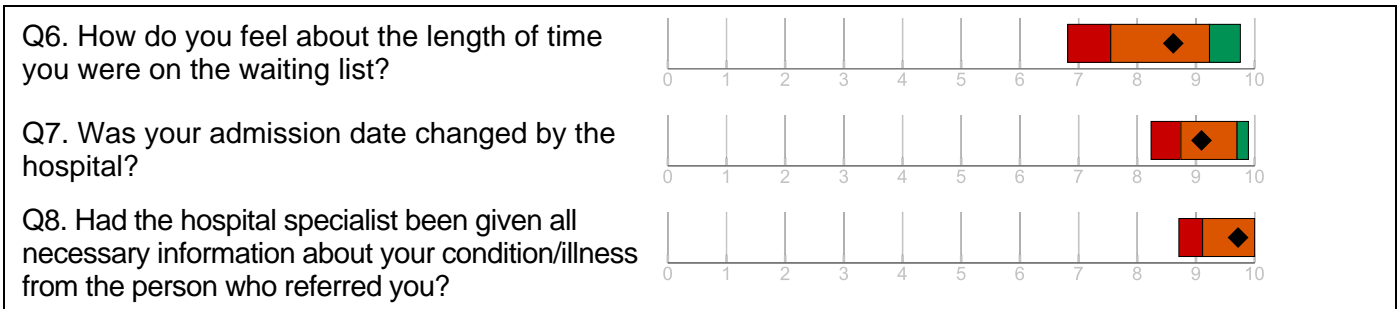 Q6. How do you feel about the length of time
you were on the waiting list?
0 1 2 3 4 5 6 7 8 9 10
Q7. Was your admission date changed by the
hospital?
0 1 2 3 4 5 6 7 8 9 10
Q8. Had the hospital specialist been given all
necessary information about your condition/illness
from the person who referred you?
0 1 2 3 4 5 6 7 8 9 10